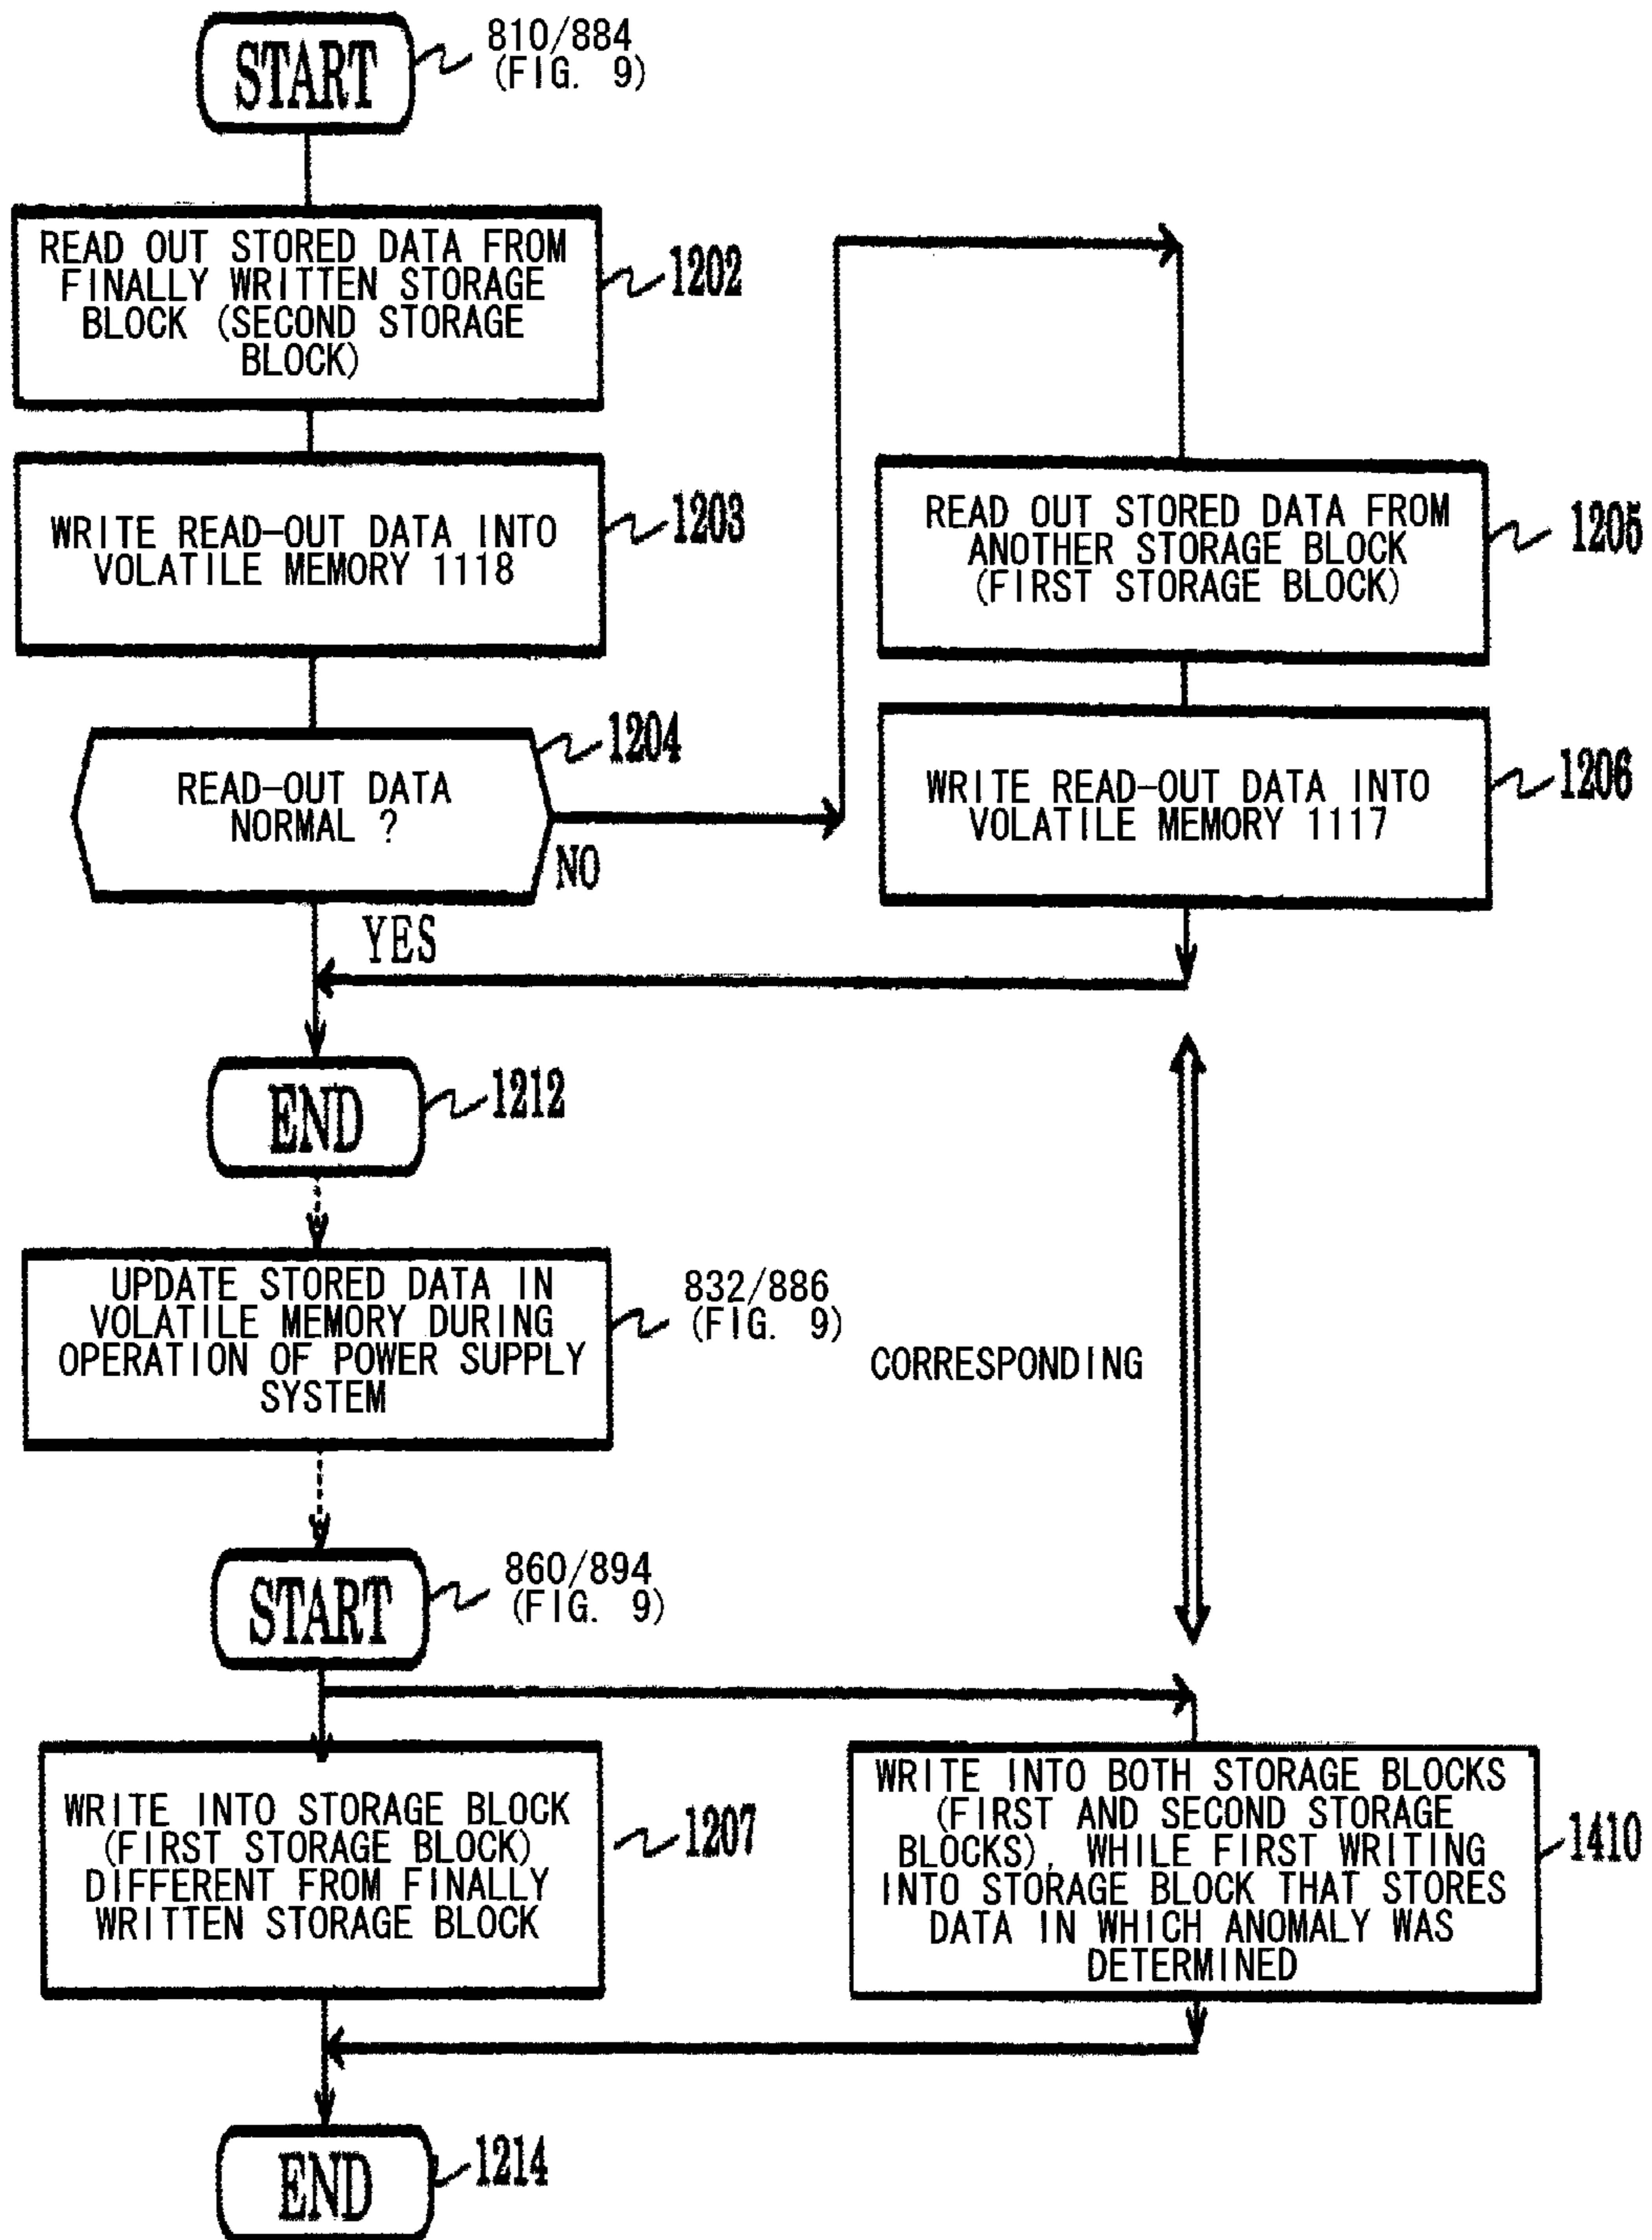 START
810/884
(FIG. 9)
READ OUT STORED DATA FROM
FINALLY WRITTEN STORAGE
BLOCK (SECOND STORAGE
BLOCK)
1202
WRITE READ-OUT DATA INTO
VOLATILE MEMORY 1118
1203
READ OUT STORED DATA FROM
ANOTHER STORAGE BLOCK
(FIRST STORAGE BLOCK)
1205
READ-OUT DATA
NORMAL ?
1204
NO
YES
WRITE READ-OUT DATA INTO
VOLATILE MEMORY 1117
1206
END
1212
UPDATE STORED DATA IN
VOLATILE MEMORY DURING
OPERATION OF POWER SUPPLY
SYSTEM
832/886
(FIG. 9)
CORRESPONDING
START
860/894
(FIG. 9)
WRITE INTO STORAGE BLOCK
(FIRST STORAGE BLOCK)
DIFFERENT FROM FINALLY
WRITTEN STORAGE BLOCK
1207
WRITE INTO BOTH STORAGE BLOCKS
(FIRST AND SECOND STORAGE
BLOCKS), WHILE FIRST WRITING
INTO STORAGE BLOCK THAT STORES
DATA IN WHICH ANOMALY WAS
DETERMINED
1410
END
1214